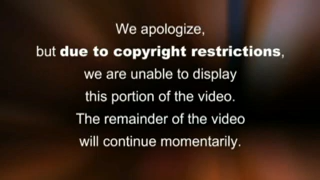 We apologize,
but due to copyright restrictions,
we are unable to display
this portion of the video.
The remainder of the video
will continue momentarily.